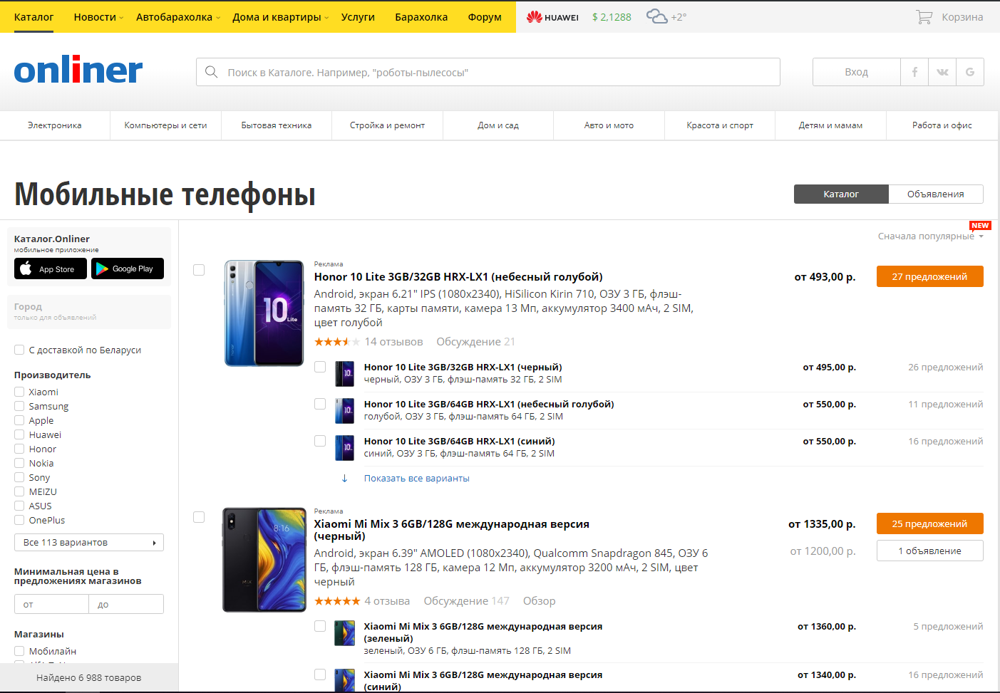 Каталог Новости Автобарахолка Дома и квартиры Услуги Барахолка Форум HUAWEI $ 2,1288 +2° Корзина
onliner
Поиск в Каталоге. Например, "роботы-пылесосы"
Вход
Электроника Компьютеры и сети Бытовая техника Стройка и ремонт Дом и сад Авто и мото Красота и спорт Детям и мамам Работа и офис
Мобильные телефоны
Каталог Объявления
Каталог.Onliner
мобильное приложение
App Store Google Play
Город
только для объявлений
С доставкой по Беларуси
Производитель
Xiaomi
Samsung
Apple
Huawei
Honor
Nokia
Sony
MEIZU
ASUS
OnePlus
Все 113 вариантов
Минимальная цена в
предложениях магазинов
от до
Магазины
Мобилайн
Найдено 6 988 товаров
NEW
Сначала популярные
Реклама
Honor 10 Lite 3GB/32GB HRX-LX1 (небесный голубой)
от 493,00 р.
27 предложений
Android, экран 6.21" IPS (1080x2340), HiSilicon Kirin 710, ОЗУ 3 ГБ, флэш-
память 32 ГБ, карты памяти, камера 13 Мп, аккумулятор 3400 мАч, 2 SIM,
цвет голубой
14 отзывов Обсуждение 21
10 Lite
Honor 10 Lite 3GB/32GB HRX-LX1 (черный)
черный, ОЗУ 3 ГБ, флэш-память 32 ГБ, 2 SIM
от 495,00 р.
26 предложений
Honor 10 Lite 3GB/64GB HRX-LX1 (небесный голубой)
голубой, ОЗУ 3 ГБ, флэш-память 64 ГБ, 2 SIM
от 550,00 р.
11 предложений
Honor 10 Lite 3GB/64GB HRX-LX1 (синий)
синий, ОЗУ 3 ГБ, флэш-память 64 ГБ, 2 SIM
от 550,00 р.
16 предложений
Показать все варианты
Реклама
Xiaomi Mi Mix 3 6GB/128G международная версия
(черный)
от 1335,00 р.
25 предложений
от 1200,00 р.
1 объявление
Android, экран 6.39" AMOLED (1080x2340), Qualcomm Snapdragon 845, ОЗУ 6
ГБ, флэш-память 128 ГБ, камера 12 Мп, аккумулятор 3200 мАч, 2 SIM, цвет
черный
4 отзыва Обсуждение 147 Обзор
8:16
MIX
Xiaomi Mi Mix 3 6GB/128G международная версия
(зеленый)
зеленый, ОЗУ 6 ГБ, флэш-память 128 ГБ, 2 SIM
от 1360,00 р.
5 предложений
Xiaomi Mi Mix 3 6GB/128G международная версия
(синий)
от 1340,00 р.
16 предложений